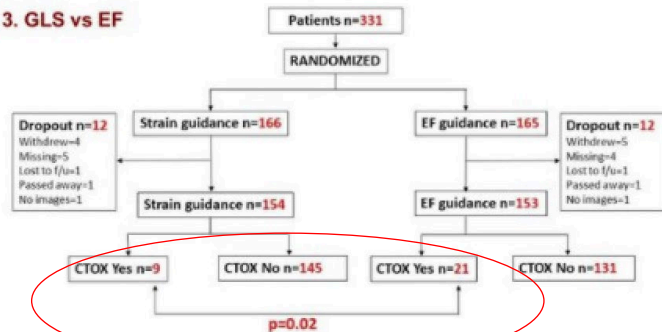 3. GLS vs EF
Patients n=331
RANDOMIZED
Strain guidance n=166
EF guidance n=165
Dropout n=12
Withdrew=4
Missing=5
Lost to f/u=1
Passed away=1
No images=1
Dropout n=12
Withdrew=5
Missing=4
Lost to f/u=1
Passed away=1
No images=1
Strain guidance n=154
EF guidance n=153
CTOX Yes n=9
CTOX No n=145
CTOX Yes n=21
CTOX No n=131
p=0.02